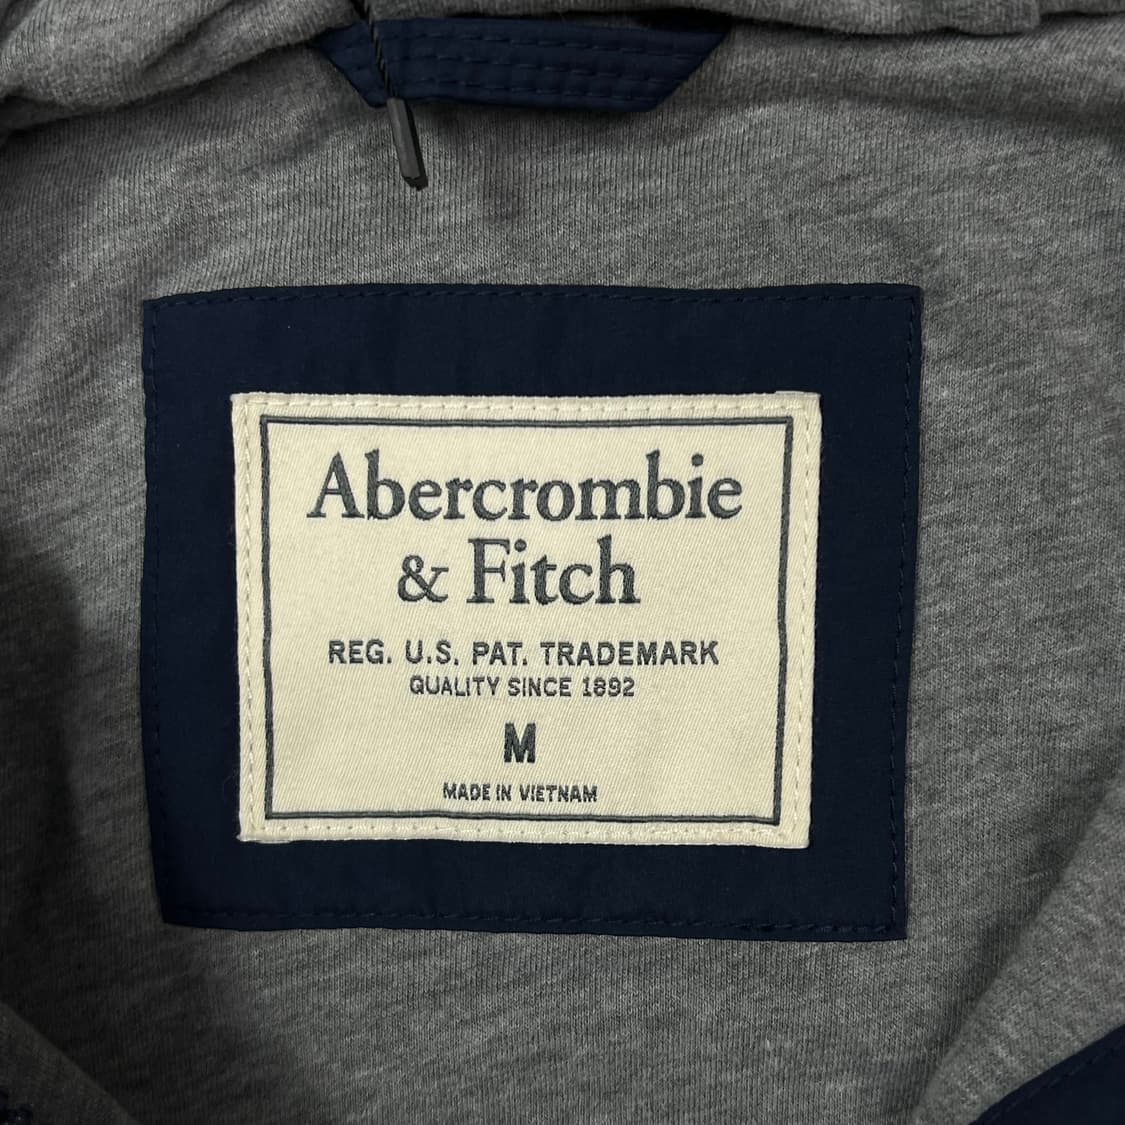 Abercrombie
& Fitch
REG. U.S. PAT. TRADEMARK
QUALITY SINCE 1892
M
MADE IN VIETNAM